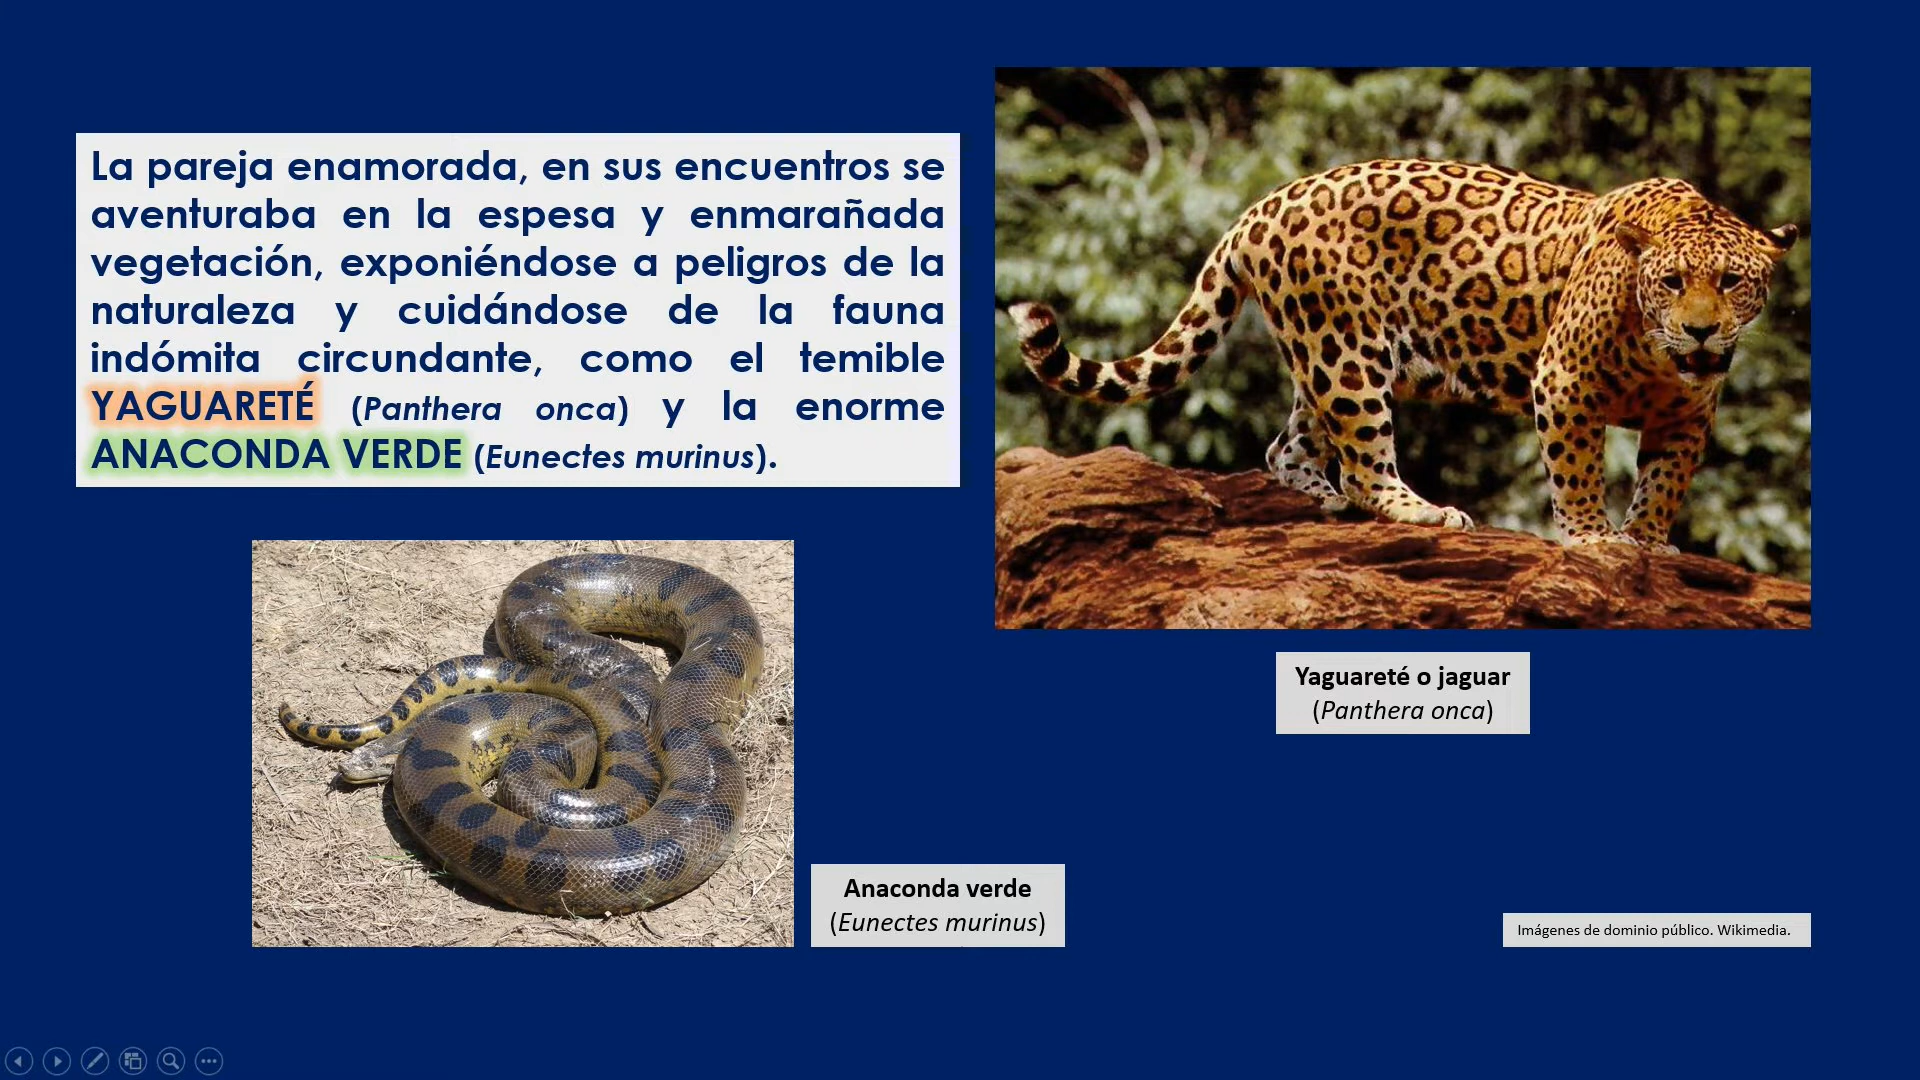 La pareja enamorada, en sus encuentros se
aventuraba en la espesa y enmarañada
vegetación, exponiéndose a peligros de la
naturaleza y cuidándose de la fauna
indómita circundante, como el temible
YAGUARETÉ (Panthera onca) y la enorme
ANACONDA VERDE (Eunectes murinus).
Yaguareté o jaguar
(Panthera onca)
Anaconda verde
(Eunectes murinus)
Imágenes de dominio público. Wikimedia.